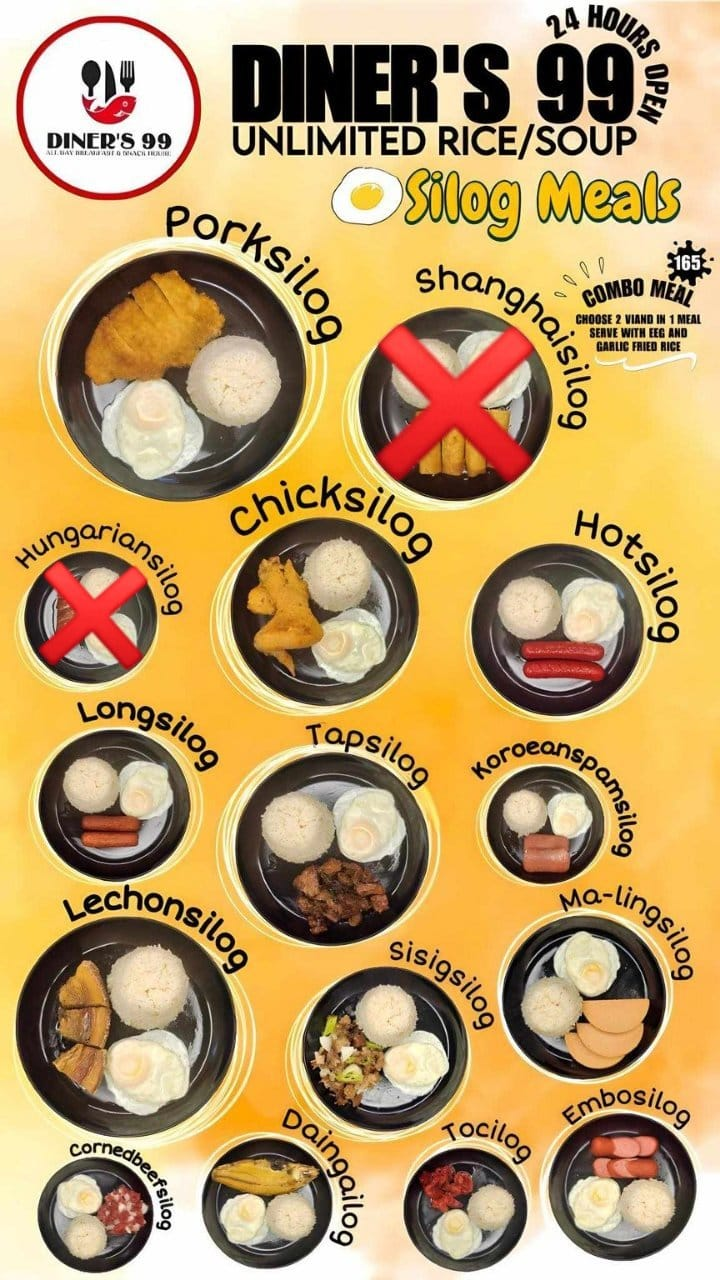 DINER'S 99
ALL DAY BREAKFAST & SNACK HOUSE
24 HOURS OPEN
DINER'S 99
UNLIMITED RICE/SOUP
Silog Meals
Porksilog
Shanghaisilog
165
COMBO MEAL
CHOOSE 2 VIAND IN 1 MEAL
SERVE WITH EEG AND
GARLIC FRIED RICE
Hungariansilog
Chicksilog
Hotsilog
Longsilog
Tapsilog
Koroeanspamsilog
Lechonsilog
Sisigsilog
Ma-lingsilog
Cornedbeefsilog
Daingailog
Tocilog
Embosilog